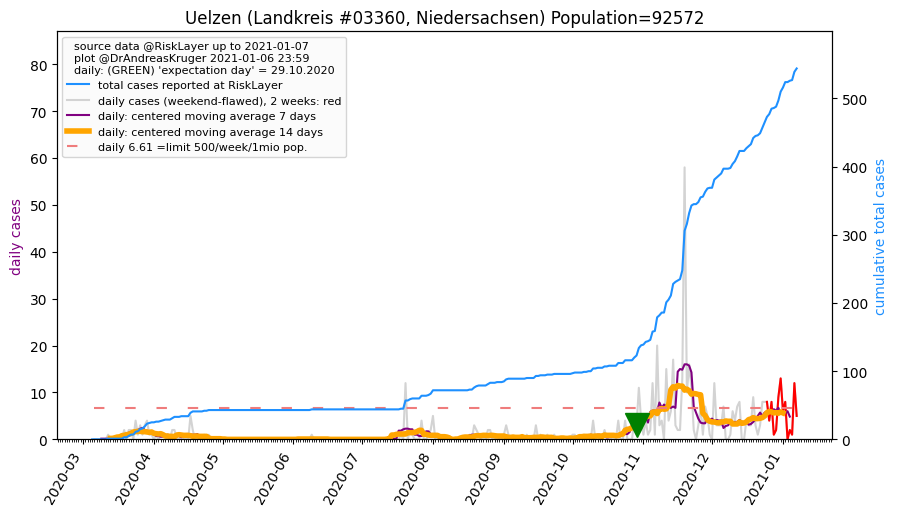 Uelzen (Landkreis #03360, Niedersachsen) Population=92572
source data @RiskLayer up to 2021-01-07
plot @DrAndreasKruger 2021-01-06 23:59
daily: (GREEN) 'expectation day' = 29.10.2020
total cases reported at RiskLayer
daily cases (weekend-flawed), 2 weeks: red
daily: centered moving average 7 days
daily: centered moving average 14 days
daily 6.61 =limit 500/week/1mio pop.
daily cases
80
70
60
50
40
30
20
10
0
cumulative total cases
500
400
300
200
100
0
2020-03
2020-04
2020-05
2020-06
2020-07
2020-08
2020-09
2020-10
2020-11
2020-12
2021-01